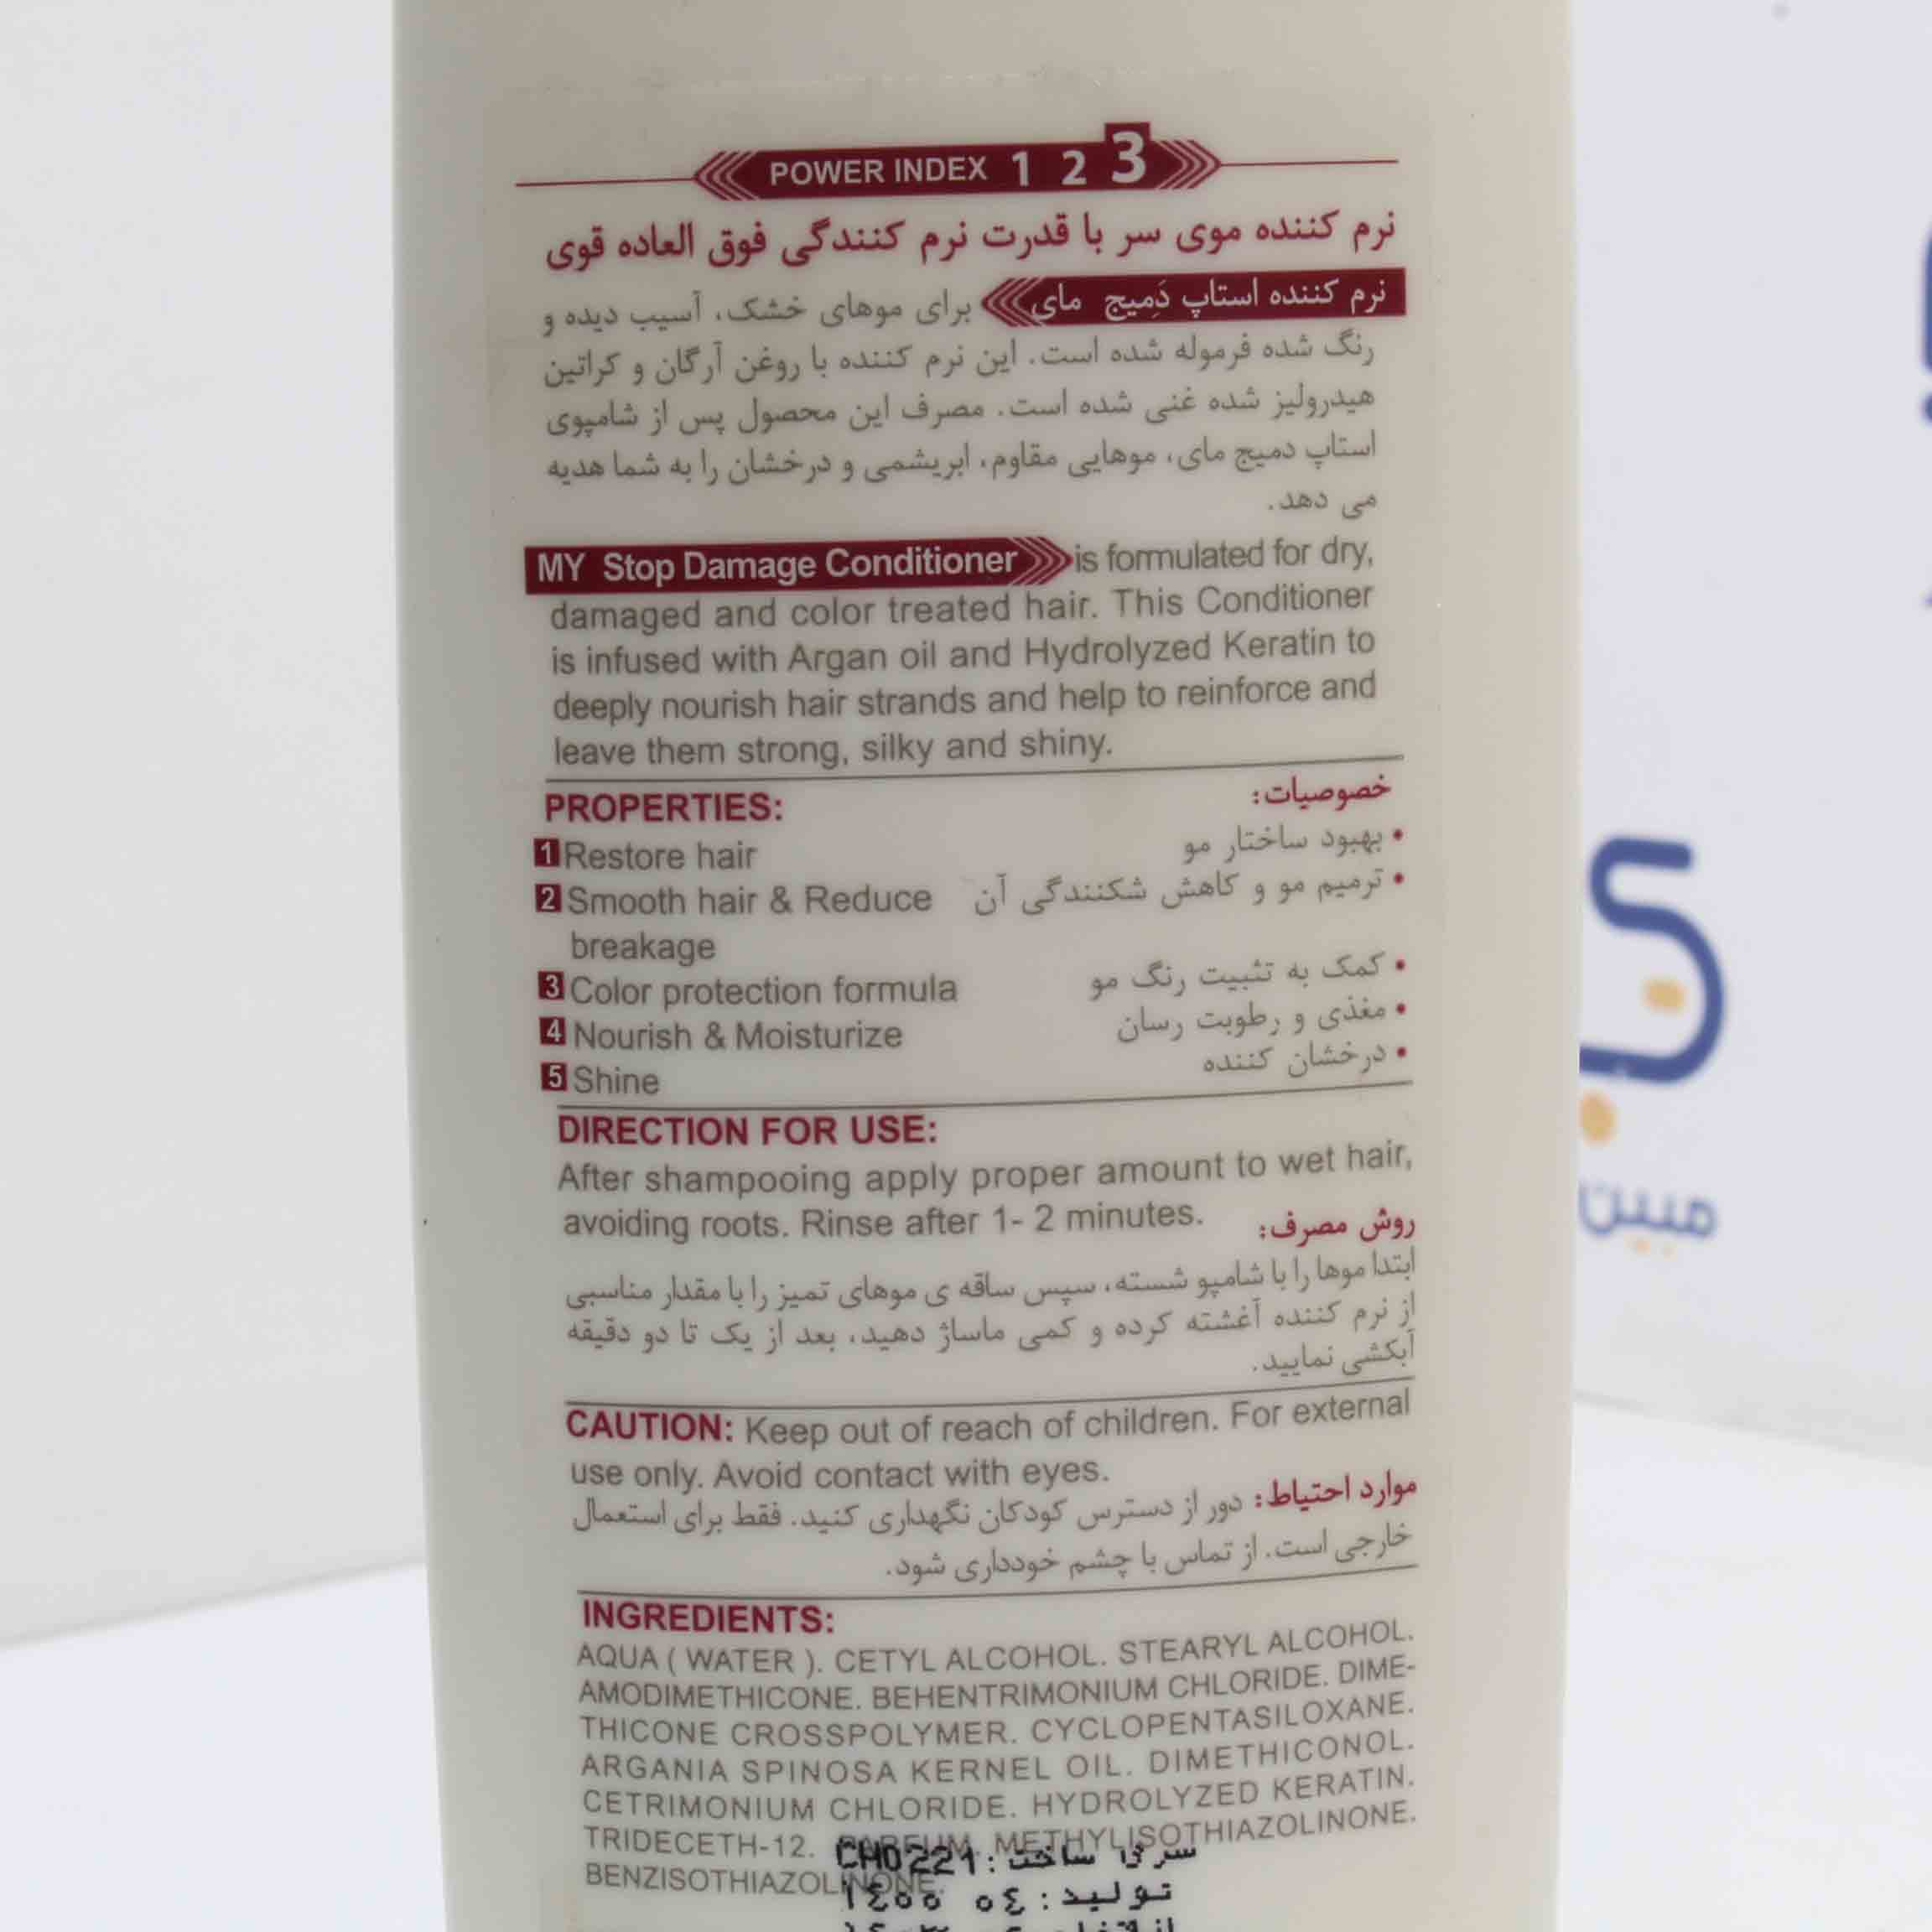 POWER INDEX 1 2 3
نرم کننده موی سر با قدرت نرم کنندگی فوق العاده قوی
نرم کننده استاپ دَمِیج مای برای موهای خشک، آسیب دیده و
رنگ شده فرموله شده است. این نرم کننده با روغن آرگان و کراتین
هیدرولیز شده غنی شده است. مصرف این محصول پس از شامپوی
استاپ دمیج مای، موهایی مقاوم، ابریشمی و درخشان را به شما هدیه
می دهد.
MY Stop Damage Conditioner is formulated for dry,
damaged and color treated hair. This Conditioner
is infused with Argan oil and Hydrolyzed Keratin to
deeply nourish hair strands and help to reinforce and
leave them strong, silky and shiny.
PROPERTIES:
1 Restore hair
2 Smooth hair & Reduce
breakage
3 Color protection formula
4 Nourish & Moisturize
5 Shine
خصوصیات:
• بهبود ساختار مو
• ترمیم مو و کاهش شکنندگی آن
• کمک به تثبیت رنگ مو
• مغذی و رطوبت رسان
• درخشان کننده
DIRECTION FOR USE:
After shampooing apply proper amount to wet hair,
avoiding roots. Rinse after 1- 2 minutes.
روش مصرف:
ابتدا موها را با شامپو شسته، سپس ساقه ی موهای تمیز را با مقدار مناسبی
از نرم کننده آغشته کرده و کمی ماساژ دهید، بعد از یک تا دو دقیقه
آبکشی نمایید.
CAUTION: Keep out of reach of children. For external
use only. Avoid contact with eyes.
موارد احتیاط: دور از دسترس کودکان نگهداری کنید. فقط برای استعمال
خارجی است. از تماس با چشم خودداری شود.
INGREDIENTS:
AQUA ( WATER ). CETYL ALCOHOL. STEARYL ALCOHOL.
AMODIMETHICONE. BEHENTRIMONIUM CHLORIDE. DIME-
THICONE CROSSPOLYMER. CYCLOPENTASILOXANE.
ARGANIA SPINOSA KERNEL OIL. DIMETHICONOL.
CETRIMONIUM CHLORIDE. HYDROLYZED KERATIN.
TRIDECETH-12. PARFUM. METHYLISOTHIAZOLINONE.
BENZISOTHIAZOLINONE.
سری ساخت: CH0221
تولید: ۱٤۰۰ ۰٤
مبین